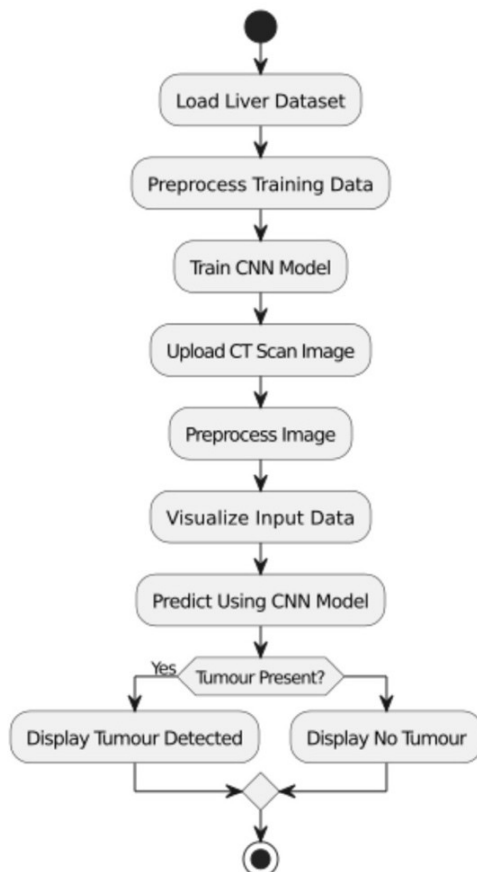 Load Liver Dataset
Preprocess Training Data
Train CNN Model
Upload CT Scan Image
Preprocess Image
Visualize Input Data
Predict Using CNN Model
Yes
Tumour Present?
Display Tumour Detected
Display No Tumour